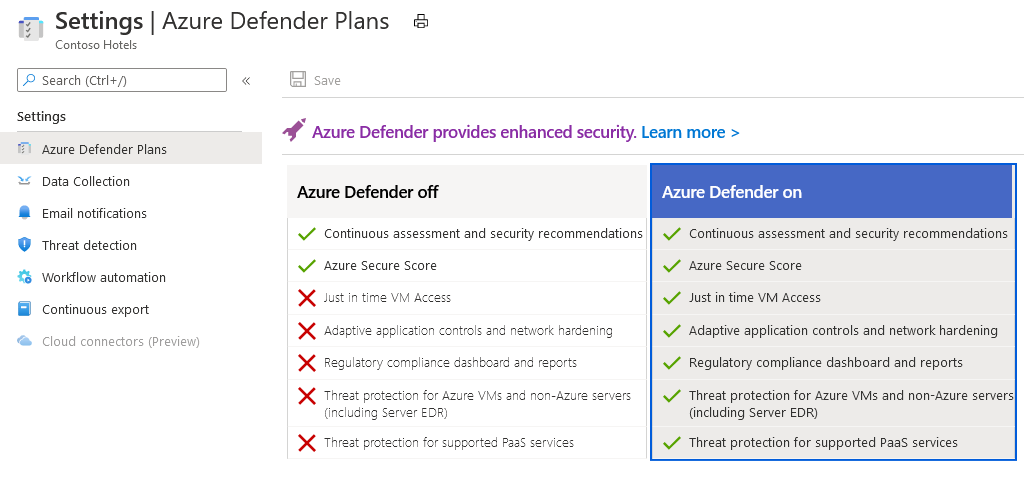 Settings | Azure Defender Plans
Contoso Hotels
Search (Ctrl+/)
«
Save
Settings
Azure Defender Plans
Data Collection
Email notifications
Threat detection
Workflow automation
Continuous export
Cloud connectors (Preview)
Azure Defender provides enhanced security. Learn more >
Azure Defender off
Continuous assessment and security recommendations
Azure Secure Score
Just in time VM Access
Adaptive application controls and network hardening
Regulatory compliance dashboard and reports
Threat protection for Azure VMs and non-Azure servers
(including Server EDR)
Threat protection for supported PaaS services
Azure Defender on
Continuous assessment and security recommendations
Azure Secure Score
Just in time VM Access
Adaptive application controls and network hardening
Regulatory compliance dashboard and reports
Threat protection for Azure VMs and non-Azure servers
(including Server EDR)
Threat protection for supported PaaS services